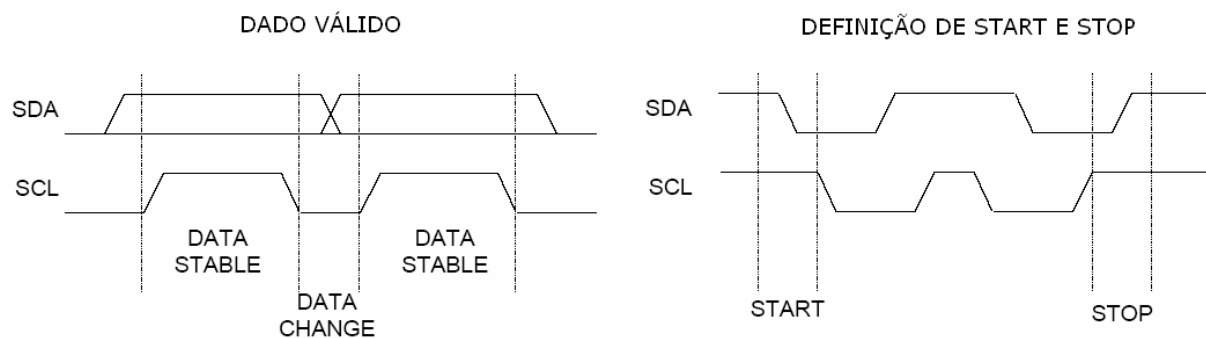 DADO VÁLIDO
SDA
SCL
DATA
STABLE
DATA
STABLE
DATA
CHANGE
DEFINIÇÃO DE START E STOP
SDA
SCL
START
STOP